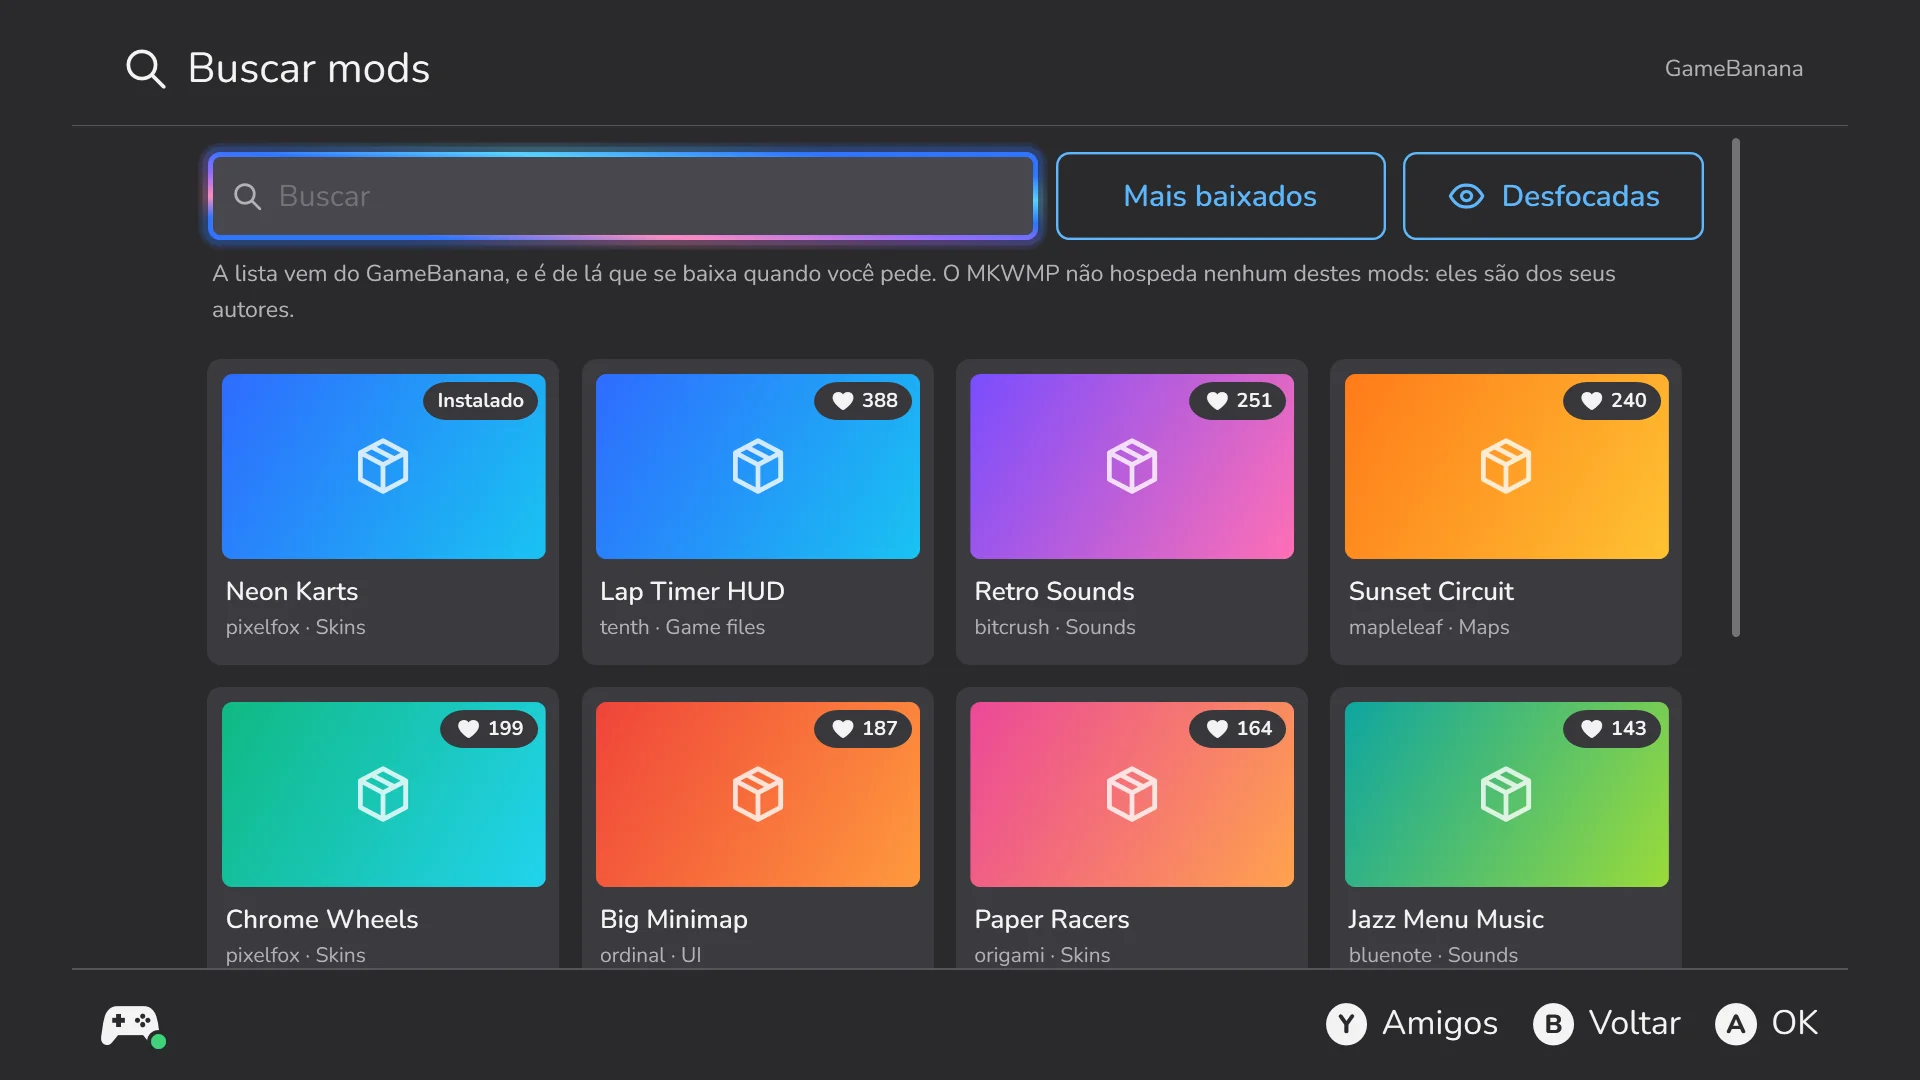 Buscar mods
GameBanana
Buscar
Mais baixados
Desfocadas
A lista vem do GameBanana, e é de lá que se baixa quando você pede. O MKWMP não hospeda nenhum destes mods: eles são dos seus
autores.
Instalado
388
251
240
Neon Karts
Lap Timer HUD
Retro Sounds
Sunset Circuit
pixelfox · Skins
tenth · Game files
bitcrush · Sounds
mapleleaf · Maps
199
187
164
143
Chrome Wheels
Big Minimap
Paper Racers
Jazz Menu Music
pixelfox · Skins
ordinal · UI
origami · Skins
bluenote · Sounds
Y Amigos
B Voltar
A OK